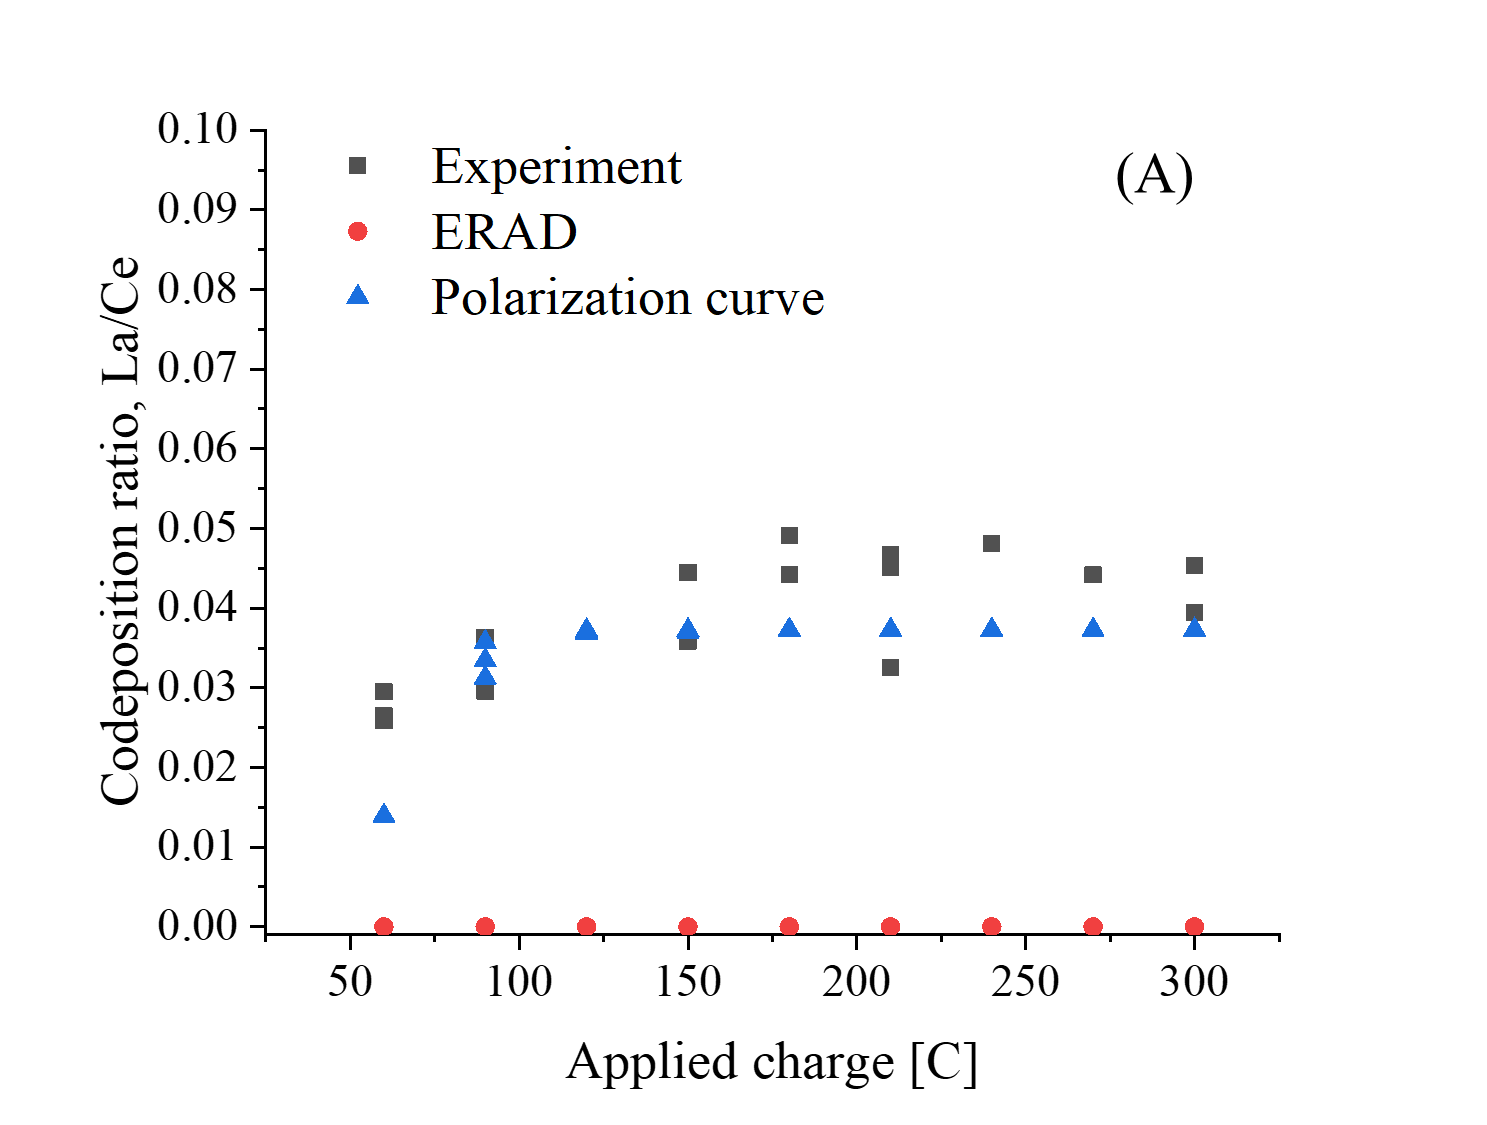 0.10
0.09
0.08
0.07
0.06
0.05
0.04
0.03
0.02
0.01
0.00
Codeposition ratio, La/Ce
Experiment
ERAD
Polarization curve
(A)
50
100
150
200
250
300
Applied charge [C]